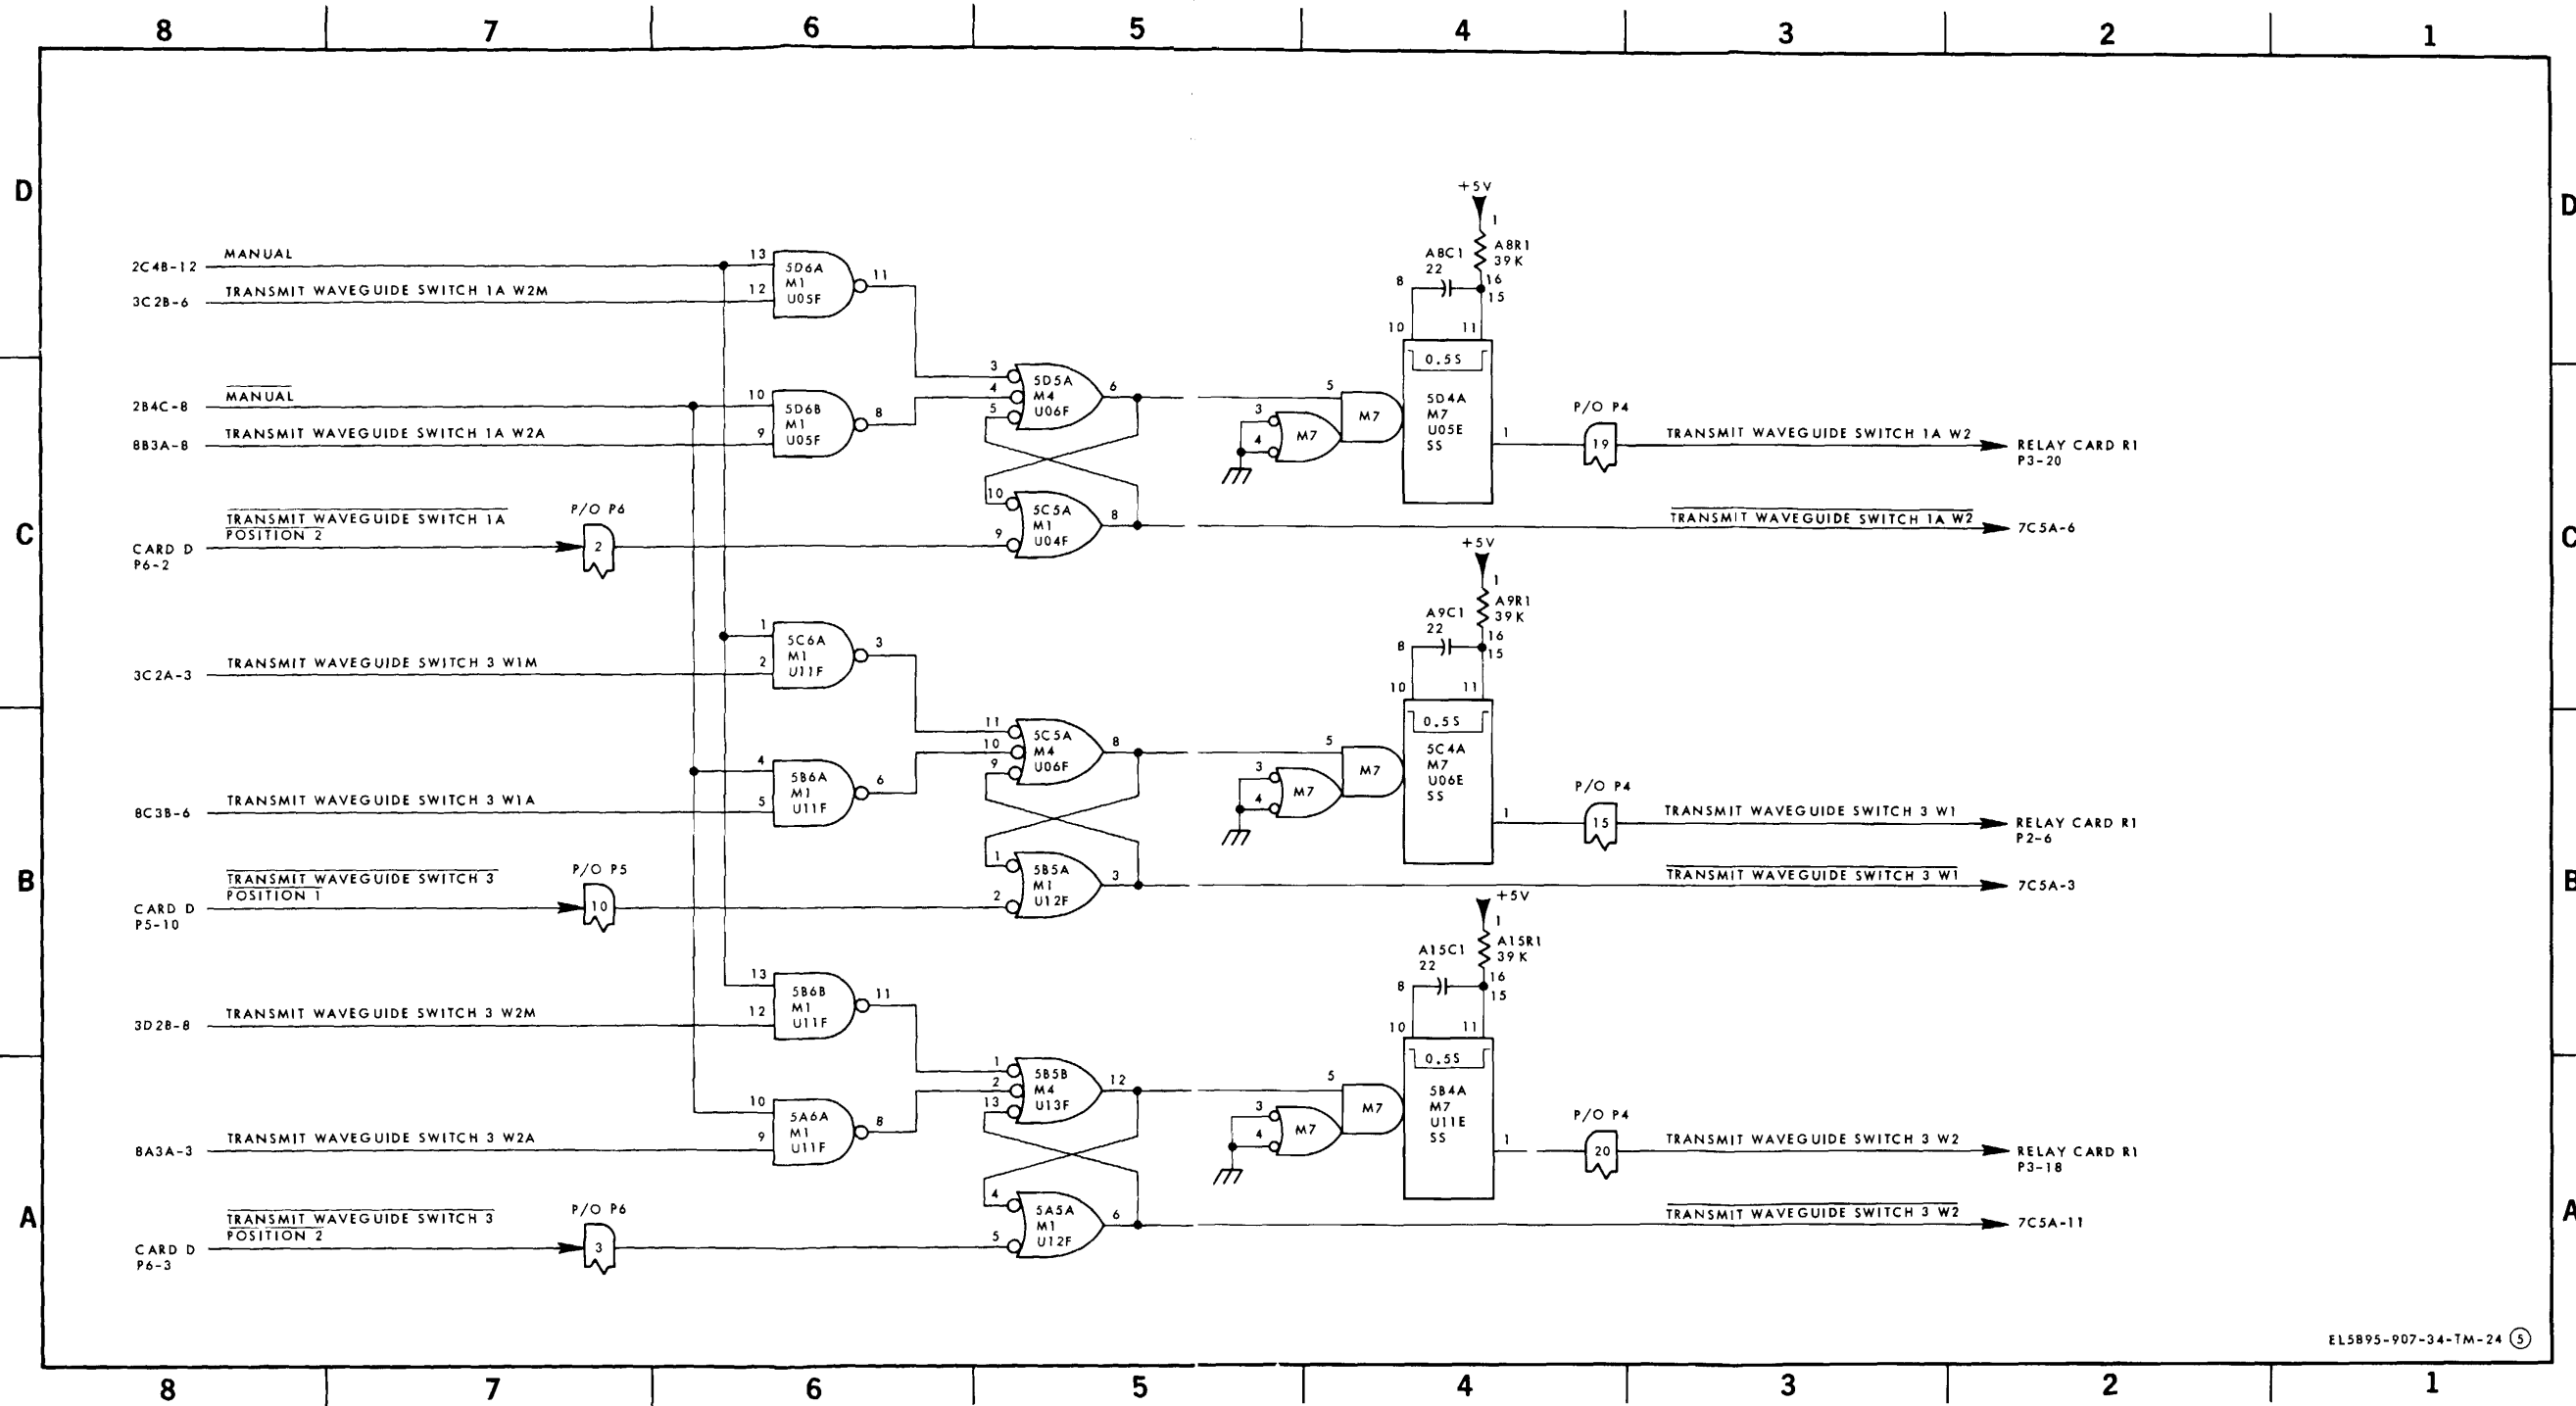 8 7 6 5 4 3 2 1
D D
+5V
1
A8R1
39K
A8C1
22
16
8
15
10 11
2C4B-12 MANUAL 13
5D6A
M1
U05F
11
3C2B-6 TRANSMIT WAVEGUIDE SWITCH 1A W2M 12
0.5S
5D4A
M7
U05E
SS
2B4C-8 MANUAL 10
5D6B
M1
U05F
8
8B3A-8 TRANSMIT WAVEGUIDE SWITCH 1A W2A 9
3
4
5
5D5A
M4
U06F
6
5
M7
3
4
M7
1
P/O P4
19
TRANSMIT WAVEGUIDE SWITCH 1A W2
RELAY CARD R1
P3-20
C C
TRANSMIT WAVEGUIDE SWITCH 1A
POSITION 2
CARD D
P6-2
P/O P6
2
10
9
5C5A
M1
U04F
8
TRANSMIT WAVEGUIDE SWITCH 1A W2
7C5A-6
+5V
1
A9R1
39K
A9C1
22
16
8
15
10 11
1
5C6A
M1
U11F
3
3C2A-3 TRANSMIT WAVEGUIDE SWITCH 3 W1M 2
0.5S
5C4A
M7
U06E
SS
11
10
9
5C5A
M4
U06F
8
5
M7
3
4
M7
4
5B6A
M1
U11F
6
8C3B-6 TRANSMIT WAVEGUIDE SWITCH 3 W1A 5
1
P/O P4
15
TRANSMIT WAVEGUIDE SWITCH 3 W1
RELAY CARD R1
P2-6
B B
TRANSMIT WAVEGUIDE SWITCH 3
POSITION 1
CARD D
P5-10
P/O P5
10
1
2
5B5A
M1
U12F
3
TRANSMIT WAVEGUIDE SWITCH 3 W1
7C5A-3
+5V
1
A15R1
39K
A15C1
22
16
8
15
10 11
13
5B6B
M1
U11F
11
3D2B-8 TRANSMIT WAVEGUIDE SWITCH 3 W2M 12
0.5S
5B4A
M7
U11E
SS
1
2
13
5B5B
M4
U13F
12
5
M7
3
4
M7
10
5A6A
M1
U11F
8
8A3A-3 TRANSMIT WAVEGUIDE SWITCH 3 W2A 9
1
P/O P4
20
TRANSMIT WAVEGUIDE SWITCH 3 W2
RELAY CARD R1
P3-18
A A
TRANSMIT WAVEGUIDE SWITCH 3
POSITION 2
CARD D
P6-3
P/O P6
3
4
5
5A5A
M1
U12F
6
TRANSMIT WAVEGUIDE SWITCH 3 W2
7C5A-11
EL5895-907-34-TM-24 5
8 7 6 5 4 3 2 1